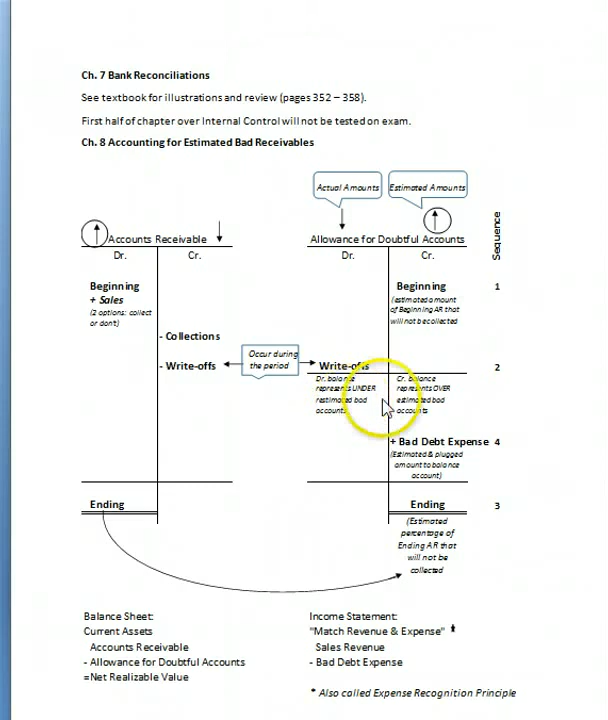 Ch. 7 Bank Reconciliations
See textbook for illustrations and review (pages 352 – 358).
First half of chapter over Internal Control will not be tested on exam.
Ch. 8 Accounting for Estimated Bad Receivables
Actual Amounts
Estimated Amounts
Sequence
Accounts Receivable
Allowance for Doubtful Accounts
Dr.
Cr.
Dr.
Cr.
Beginning
+ Sales
(2 options: collect
or don't)
Beginning
1
(estimated amount
of Beginning AR that
will not be collected
- Collections
- Write-offs
Occur during
the period
Write-offs
2
Dr. balance
represents UNDER
restimated bad
accounts
Cr. balance
represents OVER
estimated bad
accounts
+ Bad Debt Expense
4
(Estimated & plugged
amount to balance
account)
Ending
Ending
3
(Estimated
percentage of
Ending AR that
will not be
collected
Balance Sheet:
Current Assets
Accounts Receivable
- Allowance for Doubtful Accounts
=Net Realizable Value
Income Statement:
"Match Revenue & Expense" *
Sales Revenue
- Bad Debt Expense
* Also called Expense Recognition Principle